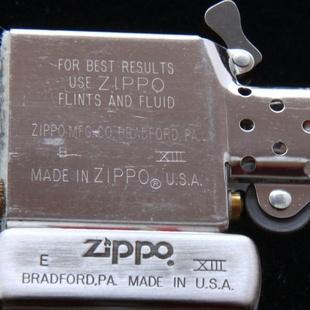 FOR BEST RESULTS
USE ZIPPO
FLINTS AND FLUID
ZIPPO MFG. CO. BRADFORD, PA.
B XIII
MADE IN ZIPPO® U.S.A.
E Zippo XIII
BRADFORD,PA. MADE IN U.S.A.